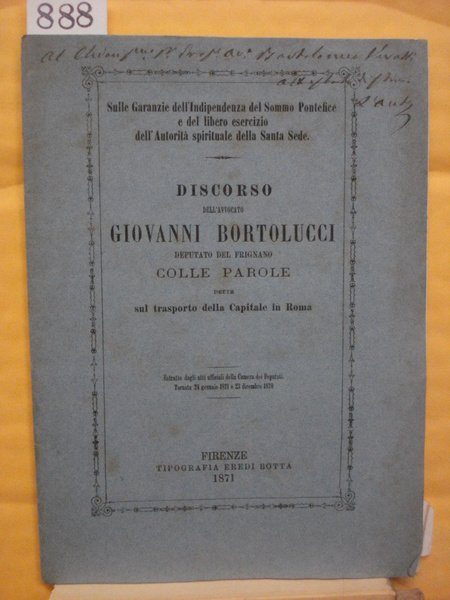 888
Al
Bartolomeo
Sulle Garanzie dell'Indipendenza del Sommo Pontefice
e del libero esercizio
dell'Autorità spirituale della Santa Sede.
DISCORSO
DELL'AVVOCATO
GIOVANNI BORTOLUCCI
DEPUTATO DEL FRIGNANO
COLLE PAROLE
DETTE
sul trasporto della Capitale in Roma
Estratto dagli atti ufficiali della Camera dei Deputati.
Tornata 24 gennaio 1871 e 23 dicembre 1870
FIRENZE
TIPOGRAFIA EREDI BOTTA
1871